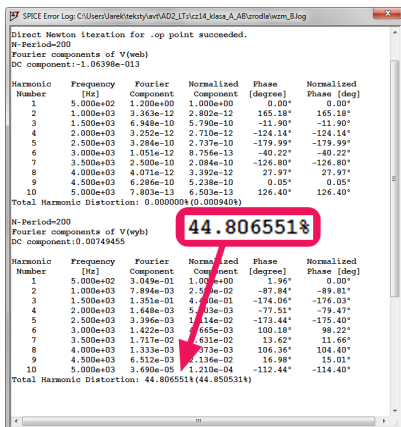 SPICE Error Log: C:\Users\Jarek\teksty\avt\AD2_LTs\cz14_klasa_A_AB\zrodla\wzm_B.log
Direct Newton iteration for .op point succeeded.
N-Period=200
Fourier components of V(web)
DC component:-1.06398e-013
Harmonic Frequency Fourier Normalized Phase Normalized
Number [Hz] Component Component [degree] Phase [deg]
1 5.000e+02 1.200e+00 1.000e+00 0.00° 0.00°
2 1.000e+03 3.363e-12 2.802e-12 165.18° 165.18°
3 1.500e+03 6.948e-10 5.790e-10 -11.90° -11.90°
4 2.000e+03 3.252e-12 2.710e-12 -124.14° -124.14°
5 2.500e+03 3.284e-10 2.737e-10 -179.99° -179.99°
6 3.000e+03 1.051e-12 8.756e-13 -40.22° -40.22°
7 3.500e+03 2.500e-10 2.084e-10 -126.80° -126.80°
8 4.000e+03 4.071e-12 3.392e-12 27.97° 27.97°
9 4.500e+03 6.286e-10 5.238e-10 0.05° 0.05°
10 5.000e+03 7.803e-13 6.503e-13 126.40° 126.40°
Total Harmonic Distortion: 0.000000%(0.000940%)
N-Period=200
Fourier components of V(wyb)
DC component:0.00749455
44.806551%
Harmonic Frequency Fourier Phase Normalized
Number [Hz] Component Component [degree] Phase [deg]
1 5.000e+02 3.049e-01 1.96° 0.00°
2 1.000e+03 7.894e-03 -87.84° -89.81°
3 1.500e+03 1.351e-01 -174.06° -176.03°
4 2.000e+03 1.648e-03 -77.51° -79.47°
5 2.500e+03 3.396e-03 -173.44° -175.40°
6 3.000e+03 1.422e-03 100.18° 98.22°
7 3.500e+03 1.717e-02 13.62° 11.66°
8 4.000e+03 1.333e-03 106.36° 104.40°
9 4.500e+03 6.512e-03 16.98° 15.01°
10 5.000e+03 3.690e-05 1.210e-04 -112.44° -114.40°
Total Harmonic Distortion: 44.806551%(44.850531%)